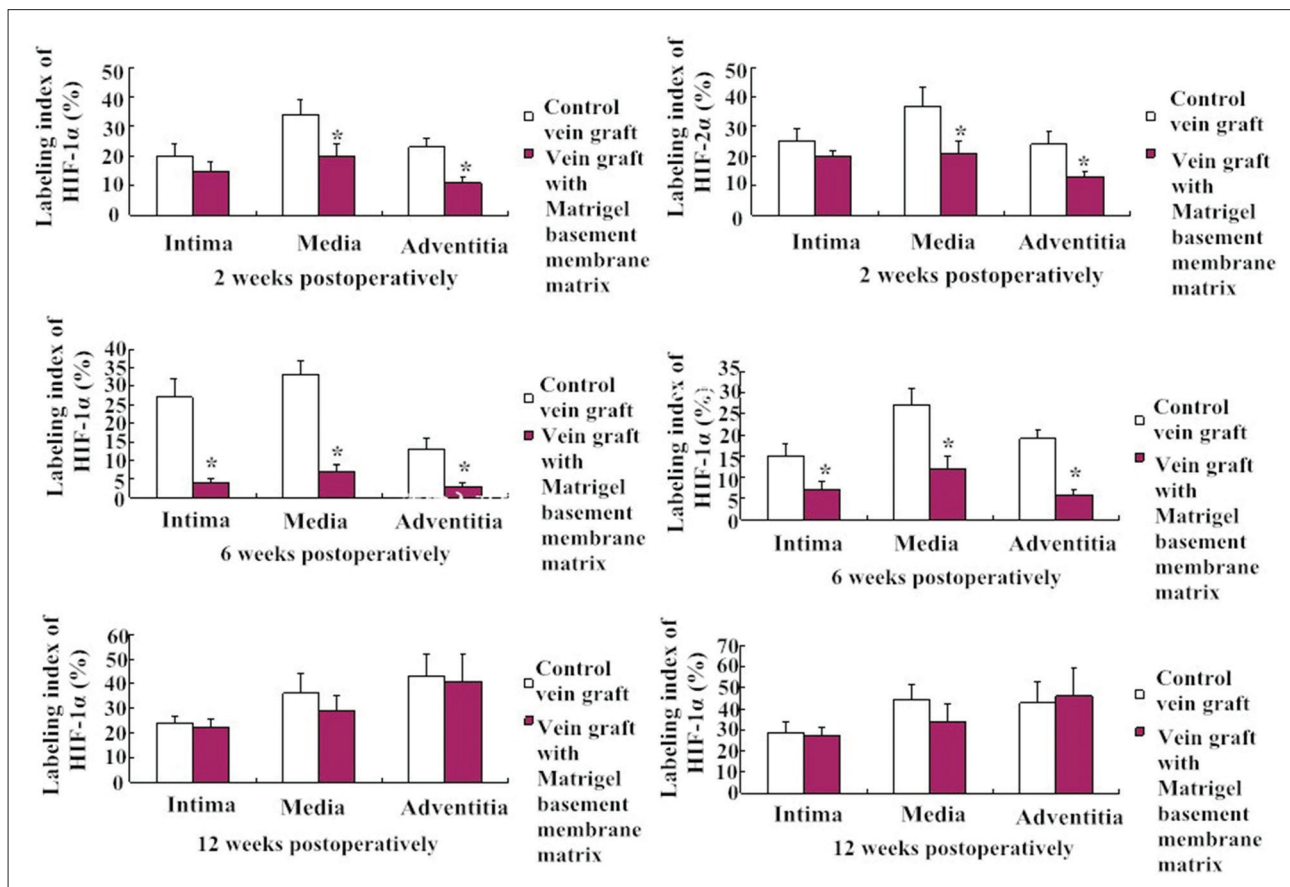 Labeling index of
HIF-1α (%)
50
40
30
20
10
0
Intima
Media
Adventitia
*
*
2 weeks postoperatively
Control
vein graft
Vein graft
with
Matrigel
basement
membrane
matrix
Labeling index of
HIF-2α (%)
50
40
30
20
10
0
Intima
Media
Adventitia
*
*
2 weeks postoperatively
Control
vein graft
Vein graft
with
Matrigel
basement
membrane
matrix
Labeling index of
HIF-1α (%)
40
35
30
25
20
15
10
5
0
Intima
Media
Adventitia
*
*
*
6 weeks postoperatively
Control
vein graft
Vein graft
with
Matrigel
basement
membrane
matrix
Labeling index of
HIF-1α (%)
35
30
25
20
15
10
5
0
Intima
Media
Adventitia
*
*
*
6 weeks postoperatively
Control
vein graft
Vein graft
with
Matrigel
basement
membrane
matrix
Labeling index of
HIF-1α (%)
60
50
40
30
20
10
0
Intima
Media
Adventitia
12 weeks postoperatively
Control
vein graft
Vein graft
with
Matrigel
basement
membrane
matrix
Labeling index of
HIF-1α (%)
70
60
50
40
30
20
10
0
Intima
Media
Adventitia
12 weeks postoperatively
Control
vein graft
Vein graft
with
Matrigel
basement
membrane
matrix